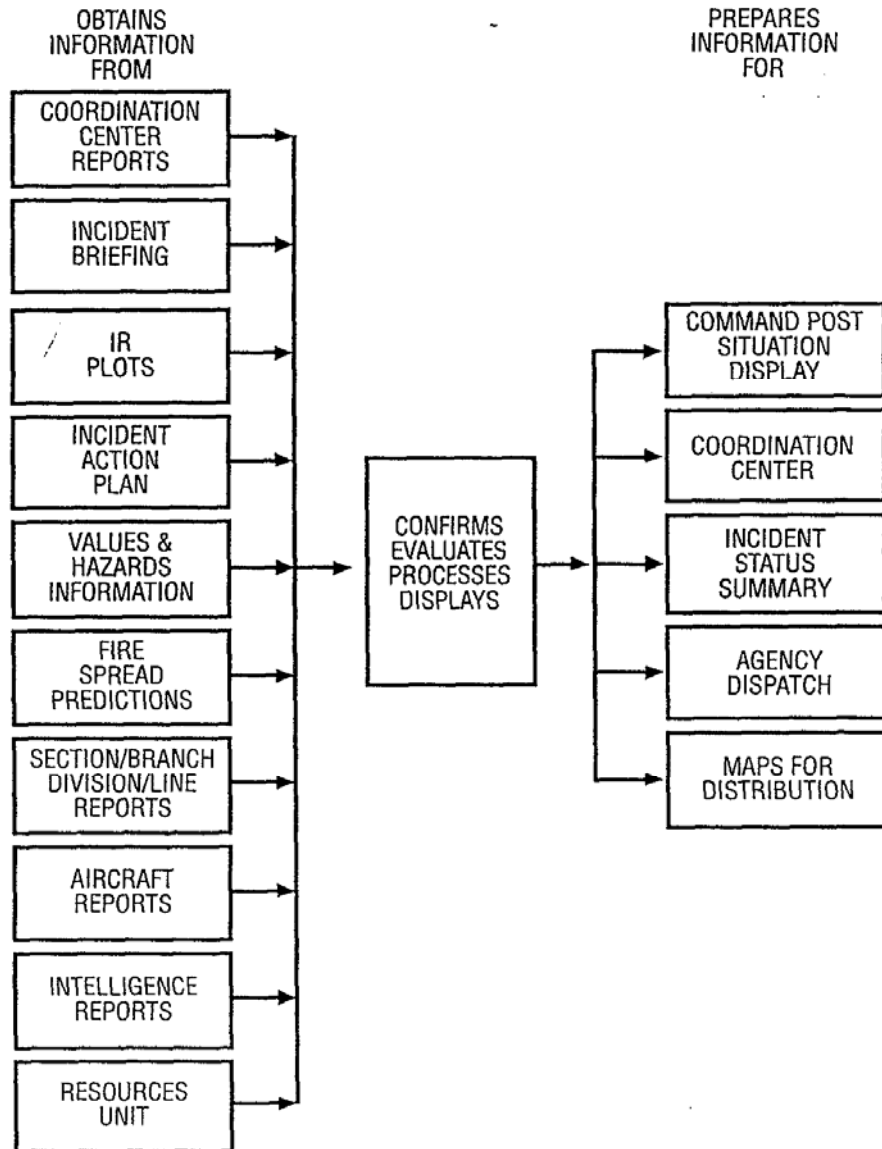 OBTAINS
INFORMATION
FROM
COORDINATION
CENTER
REPORTS
INCIDENT
BRIEFING
IR
PLOTS
INCIDENT
ACTION
PLAN
VALUES &
HAZARDS
INFORMATION
FIRE
SPREAD
PREDICTIONS
SECTION/BRANCH
DIVISION/LINE
REPORTS
AIRCRAFT
REPORTS
INTELLIGENCE
REPORTS
RESOURCES
UNIT
CONFIRMS
EVALUATES
PROCESSES
DISPLAYS
PREPARES
INFORMATION
FOR
COMMAND POST
SITUATION
DISPLAY
COORDINATION
CENTER
INCIDENT
STATUS
SUMMARY
AGENCY
DISPATCH
MAPS FOR
DISTRIBUTION